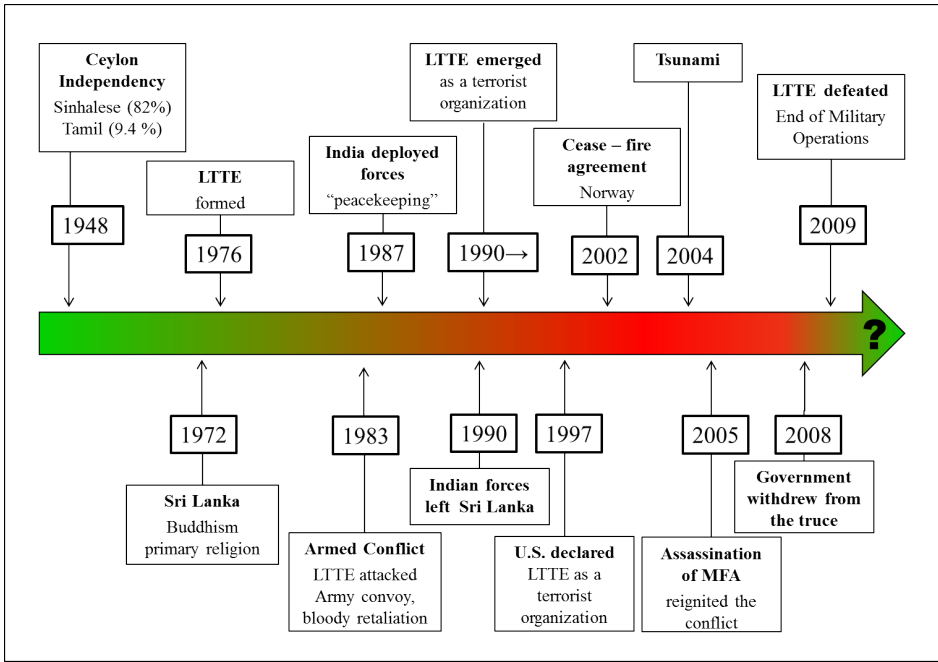 Ceylon
Independency
Sinhalese (82%)
Tamil (9.4 %)
1948
LTTE
formed
1976
India deployed
forces
“peacekeeping”
1987
LTTE emerged
as a terrorist
organization
1990→
Cease – fire
agreement
Norway
2002
Tsunami
2004
LTTE defeated
End of Military
Operations
2009
?
1972
Sri Lanka
Buddhism
primary religion
1983
Armed Conflict
LTTE attacked
Army convoy,
bloody retaliation
1990
Indian forces
left Sri Lanka
1997
U.S. declared
LTTE as a
terrorist
organization
2005
Assassination
of MFA
reignited the
conflict
2008
Government
withdrew from
the truce